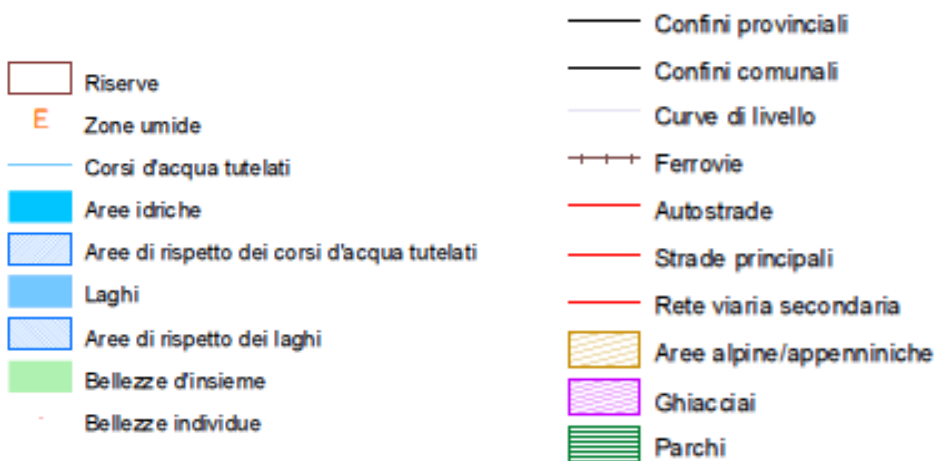 Riserve
E
Zone umide
Corsi d'acqua tutelati
Aree idriche
Aree di rispetto dei corsi d'acqua tutelati
Laghi
Aree di rispetto dei laghi
Bellezze d'insieme
Bellezze individue
Confini provinciali
Confini comunali
Curve di livello
Ferrovie
Autostrade
Strade principali
Rete viaria secondaria
Aree alpine/appenniniche
Ghiacciai
Parchi